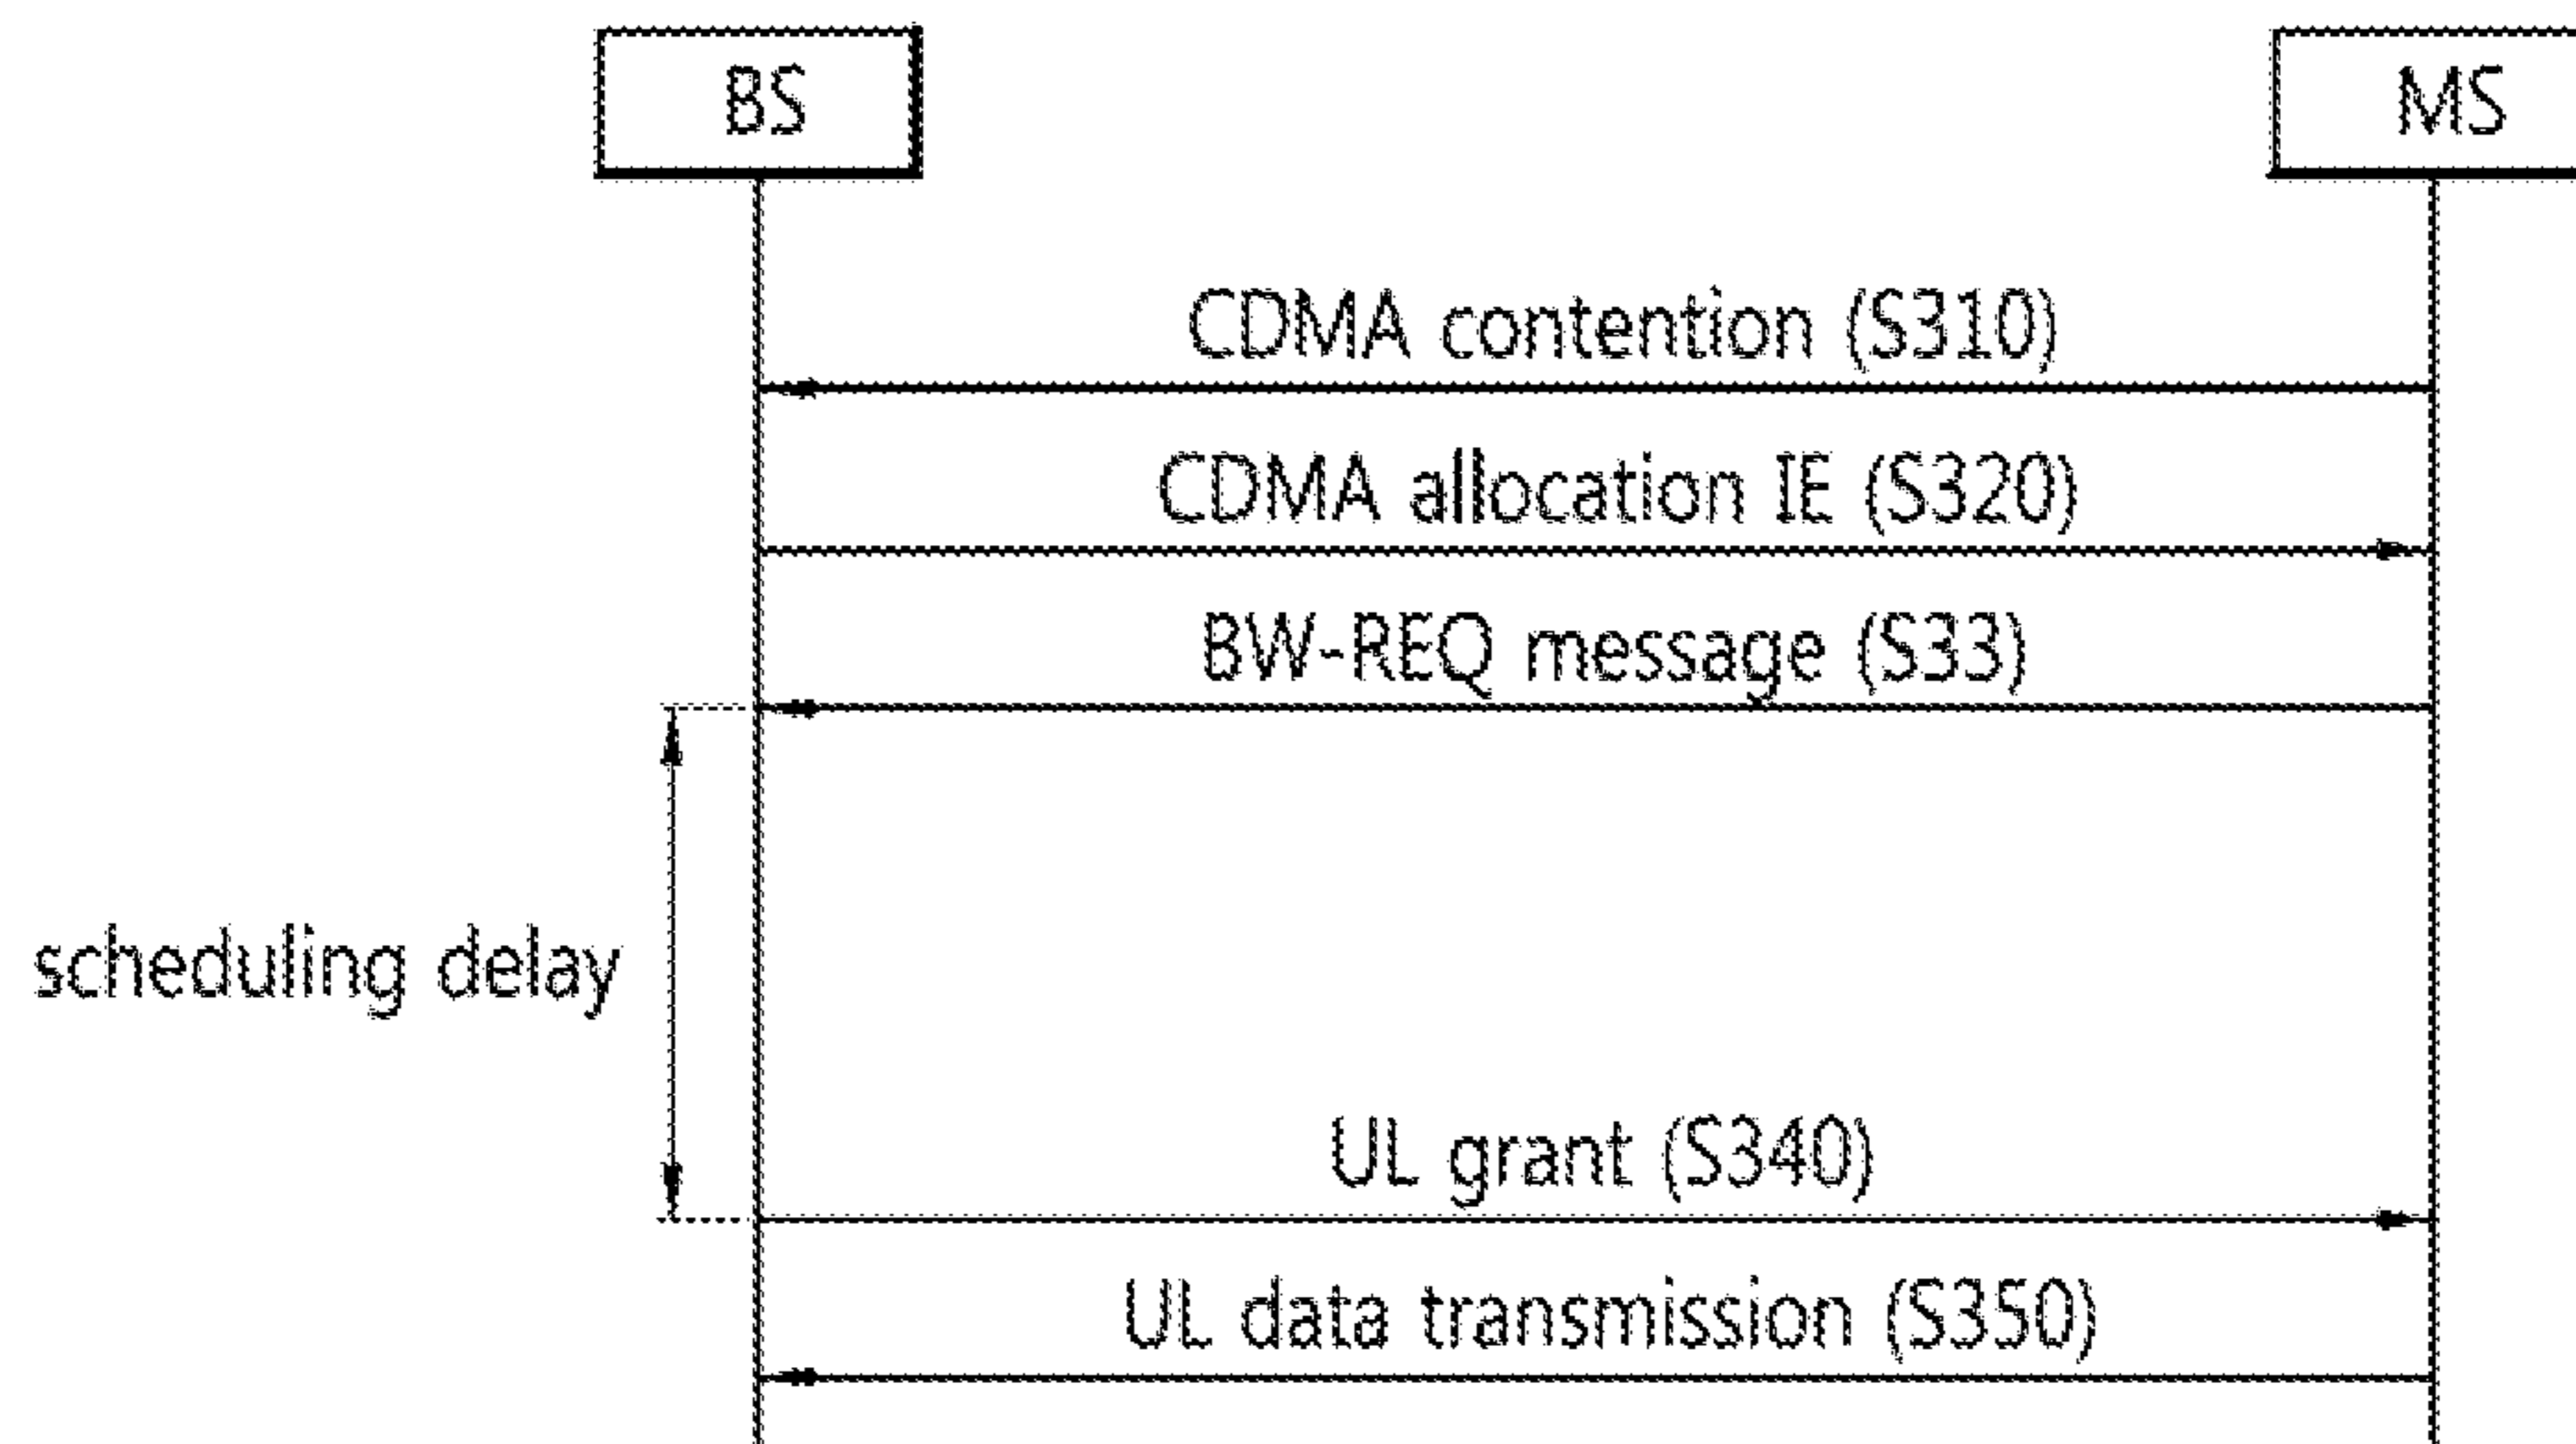 BS
MS
CDMA contention (S310)
CDMA allocation IE (S320)
BW-REQ message (S33)
scheduling delay
UL grant (S340)
UL data transmission (S350)